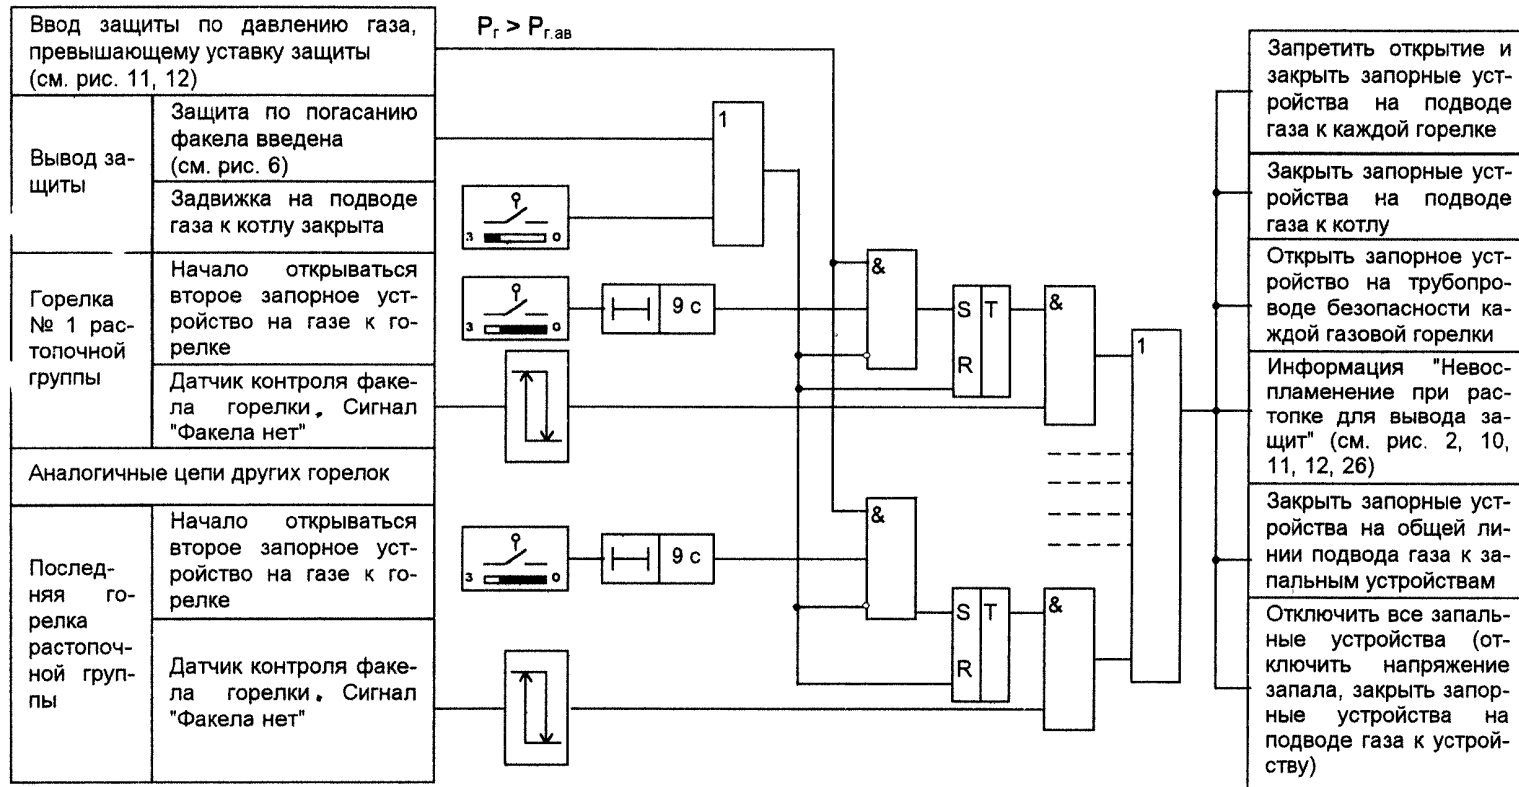 Ввод защиты по давлению газа,
превышающему уставку защиты
(см. рис. 11, 12)
Вывод за-
щиты
Защита по погасанию
факела введена
(см. рис. 6)
Задвижка на подводе
газа к котлу закрыта
Горелка
№ 1 рас-
топочной
группы
Начало открываться
второе запорное уст-
ройство на газе к го-
релке
Датчик контроля факе-
ла горелки. Сигнал
"Факела нет"
Аналогичные цепи других горелок
Послед-
няя го-
релка
растопоч-
ной груп-
пы
Начало открываться
второе запорное уст-
ройство на газе к го-
релке
Датчик контроля факе-
ла горелки. Сигнал
"Факела нет"
Pг > Pг.ав
1
З О
З О
9 с
&
S T
R
&
1
З О
9 с
&
S T
R
&
Запретить открытие и
закрыть запорные уст-
ройства на подводе
газа к каждой горелке
Закрыть запорные уст-
ройства на подводе
газа к котлу
Открыть запорное уст-
ройство на трубопро-
воде безопасности ка-
ждой газовой горелки
Информация "Невос-
пламенение при рас-
топке для вывода за-
щит" (см. рис. 2, 10,
11, 12, 26)
Закрыть запорные уст-
ройства на общей ли-
нии подвода газа к за-
пальным устройствам
Отключить все запаль-
ные устройства (от-
ключить напряжение
запала, закрыть запор-
ные устройства на
подводе газа к устрой-
ству)